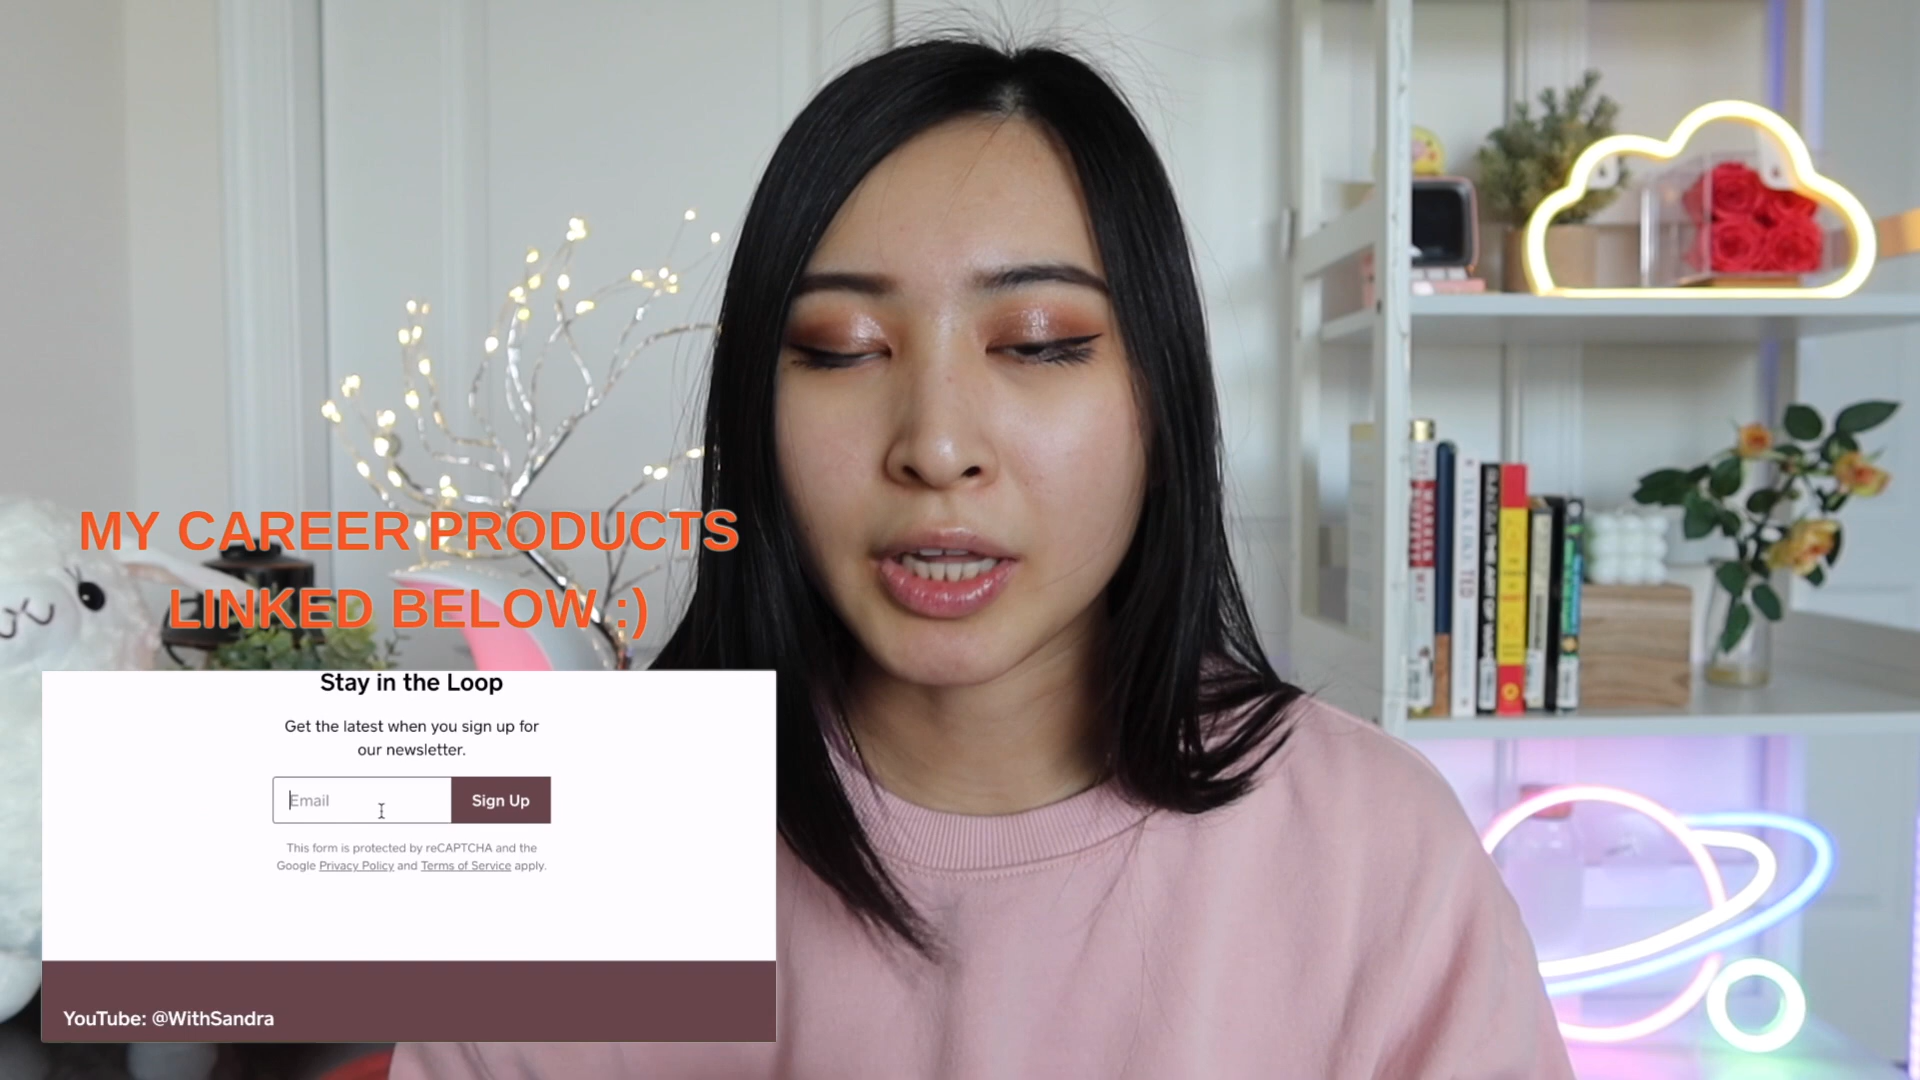 MY CAREER PRODUCTS
LINKED BELOW :)
Stay in the Loop
Get the latest when you sign up for
our newsletter.
Email
Sign Up
This form is protected by reCAPTCHA and the
Google Privacy Policy and Terms of Service apply.
YouTube: @WithSandra